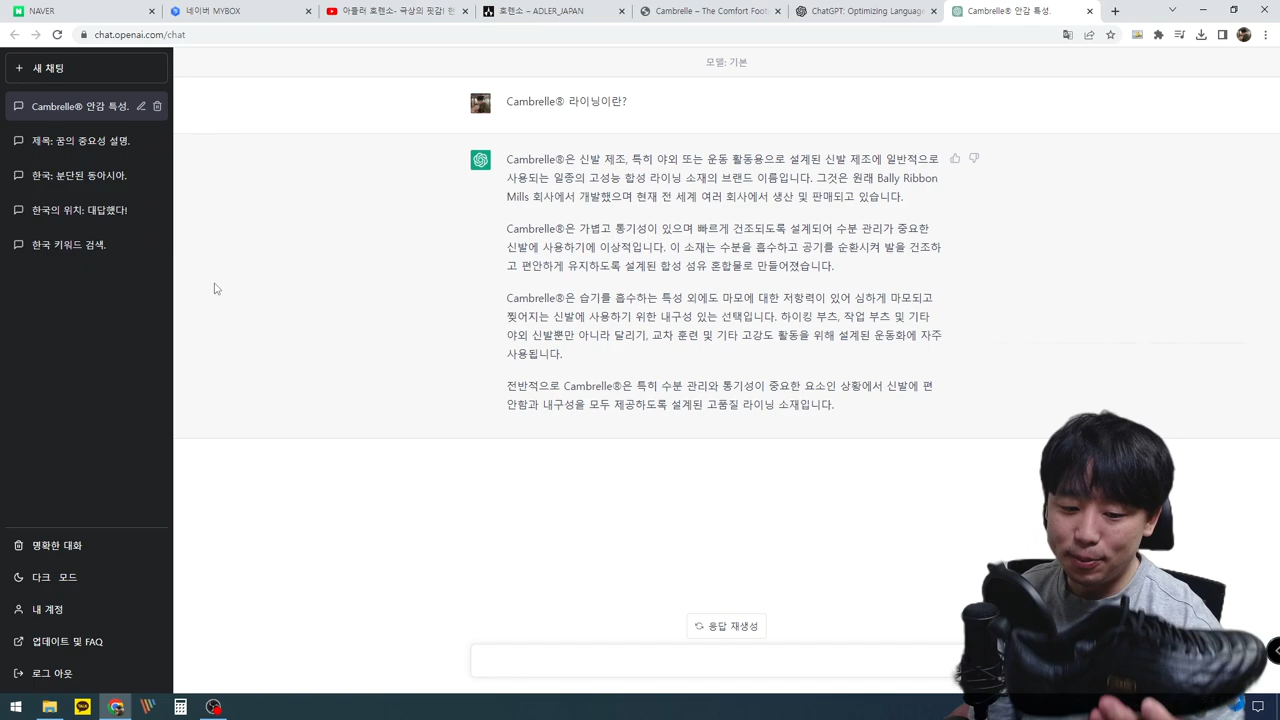 NAVER
네이버 MYBOX
아들러 호렌소- 극상의 핏감! 한
호렌소 – ADLER_JAPAN
Cambrelle – The Comfort Foot
ChatGPT: Optimizing Languag
Cambrelle® 안감 특성.
chat.openai.com/chat
새 채팅
Cambrelle® 안감 특성.
제목: 꿈의 중요성 설명.
한국: 분단된 동아시아.
한국의 위치: 대답했다!
한국 키워드 검색.
명확한 대화
다크 모드
내 계정
업데이트 및 FAQ
로그 아웃
모델: 기본
Cambrelle® 라이닝이란?
Cambrelle®은 신발 제조, 특히 야외 또는 운동 활동용으로 설계된 신발 제조에 일반적으로
사용되는 일종의 고성능 합성 라이닝 소재의 브랜드 이름입니다. 그것은 원래 Bally Ribbon
Mills 회사에서 개발했으며 현재 전 세계 여러 회사에서 생산 및 판매되고 있습니다.
Cambrelle®은 가볍고 통기성이 있으며 빠르게 건조되도록 설계되어 수분 관리가 중요한
신발에 사용하기에 이상적입니다. 이 소재는 수분을 흡수하고 공기를 순환시켜 발을 건조하
고 편안하게 유지하도록 설계된 합성 섬유 혼합물로 만들어졌습니다.
Cambrelle®은 습기를 흡수하는 특성 외에도 마모에 대한 저항력이 있어 심하게 마모되고
찢어지는 신발에 사용하기 위한 내구성 있는 선택입니다. 하이킹 부츠, 작업 부츠 및 기타
야외 신발뿐만 아니라 달리기, 교차 훈련 및 기타 고강도 활동을 위해 설계된 운동화에 자주
사용됩니다.
전반적으로 Cambrelle®은 특히 수분 관리와 통기성이 중요한 요소인 상황에서 신발에 편
안함과 내구성을 모두 제공하도록 설계된 고품질 라이닝 소재입니다.
응답 재생성
TALK